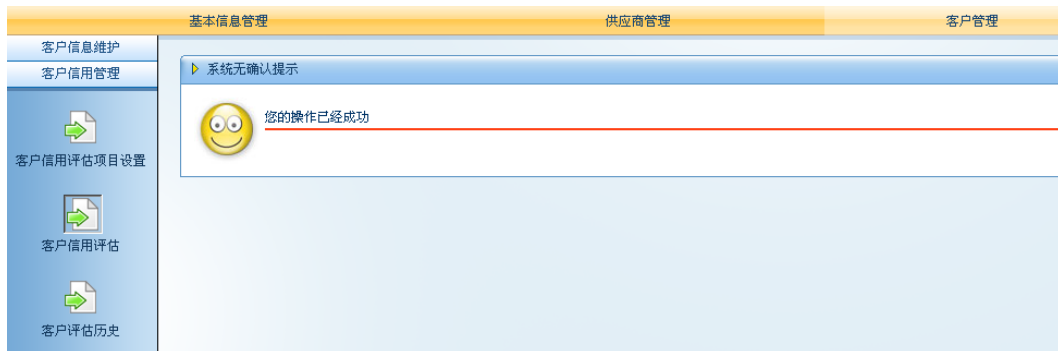 基本信息管理 供应商管理 客户管理
客户信息维护
客户信用管理
系统无确认提示
您的操作已经成功
客户信用评估项目设置
客户信用评估
客户评估历史